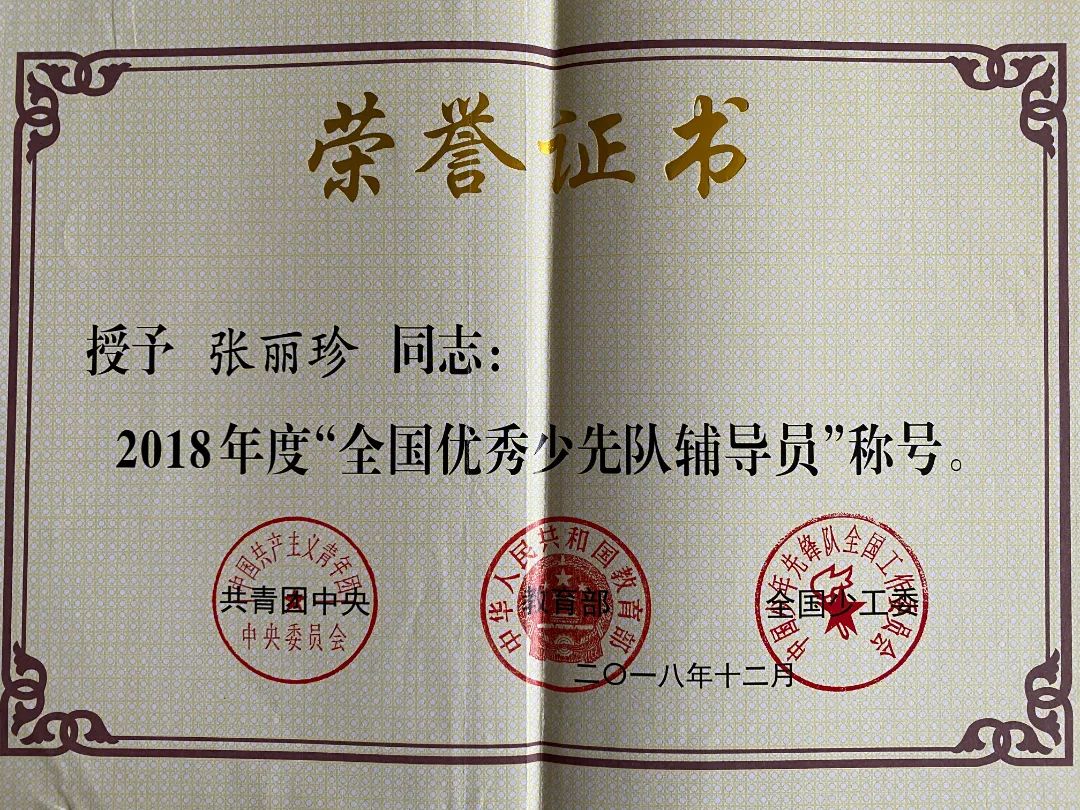 荣誉证书
授予 张丽珍 同志：
2018年度“全国优秀少先队辅导员”称号。
中国共产主义青年团
共青团中央
中央委员会
中华人民共和国教育部
教育部
中国少年先锋队全国工作委员会
全国少工委
二〇一八年十二月